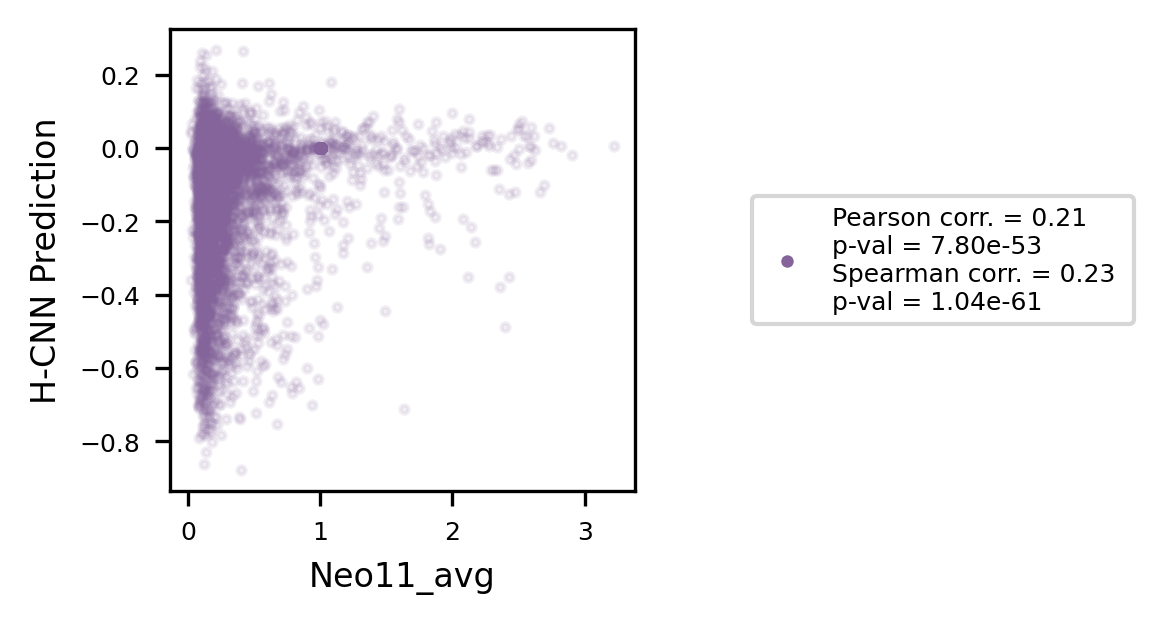 H-CNN Prediction
0.2
0.0
−0.2
−0.4
−0.6
−0.8
0
1
2
3
Neo11_avg
Pearson corr. = 0.21
p-val = 7.80e-53
Spearman corr. = 0.23
p-val = 1.04e-61